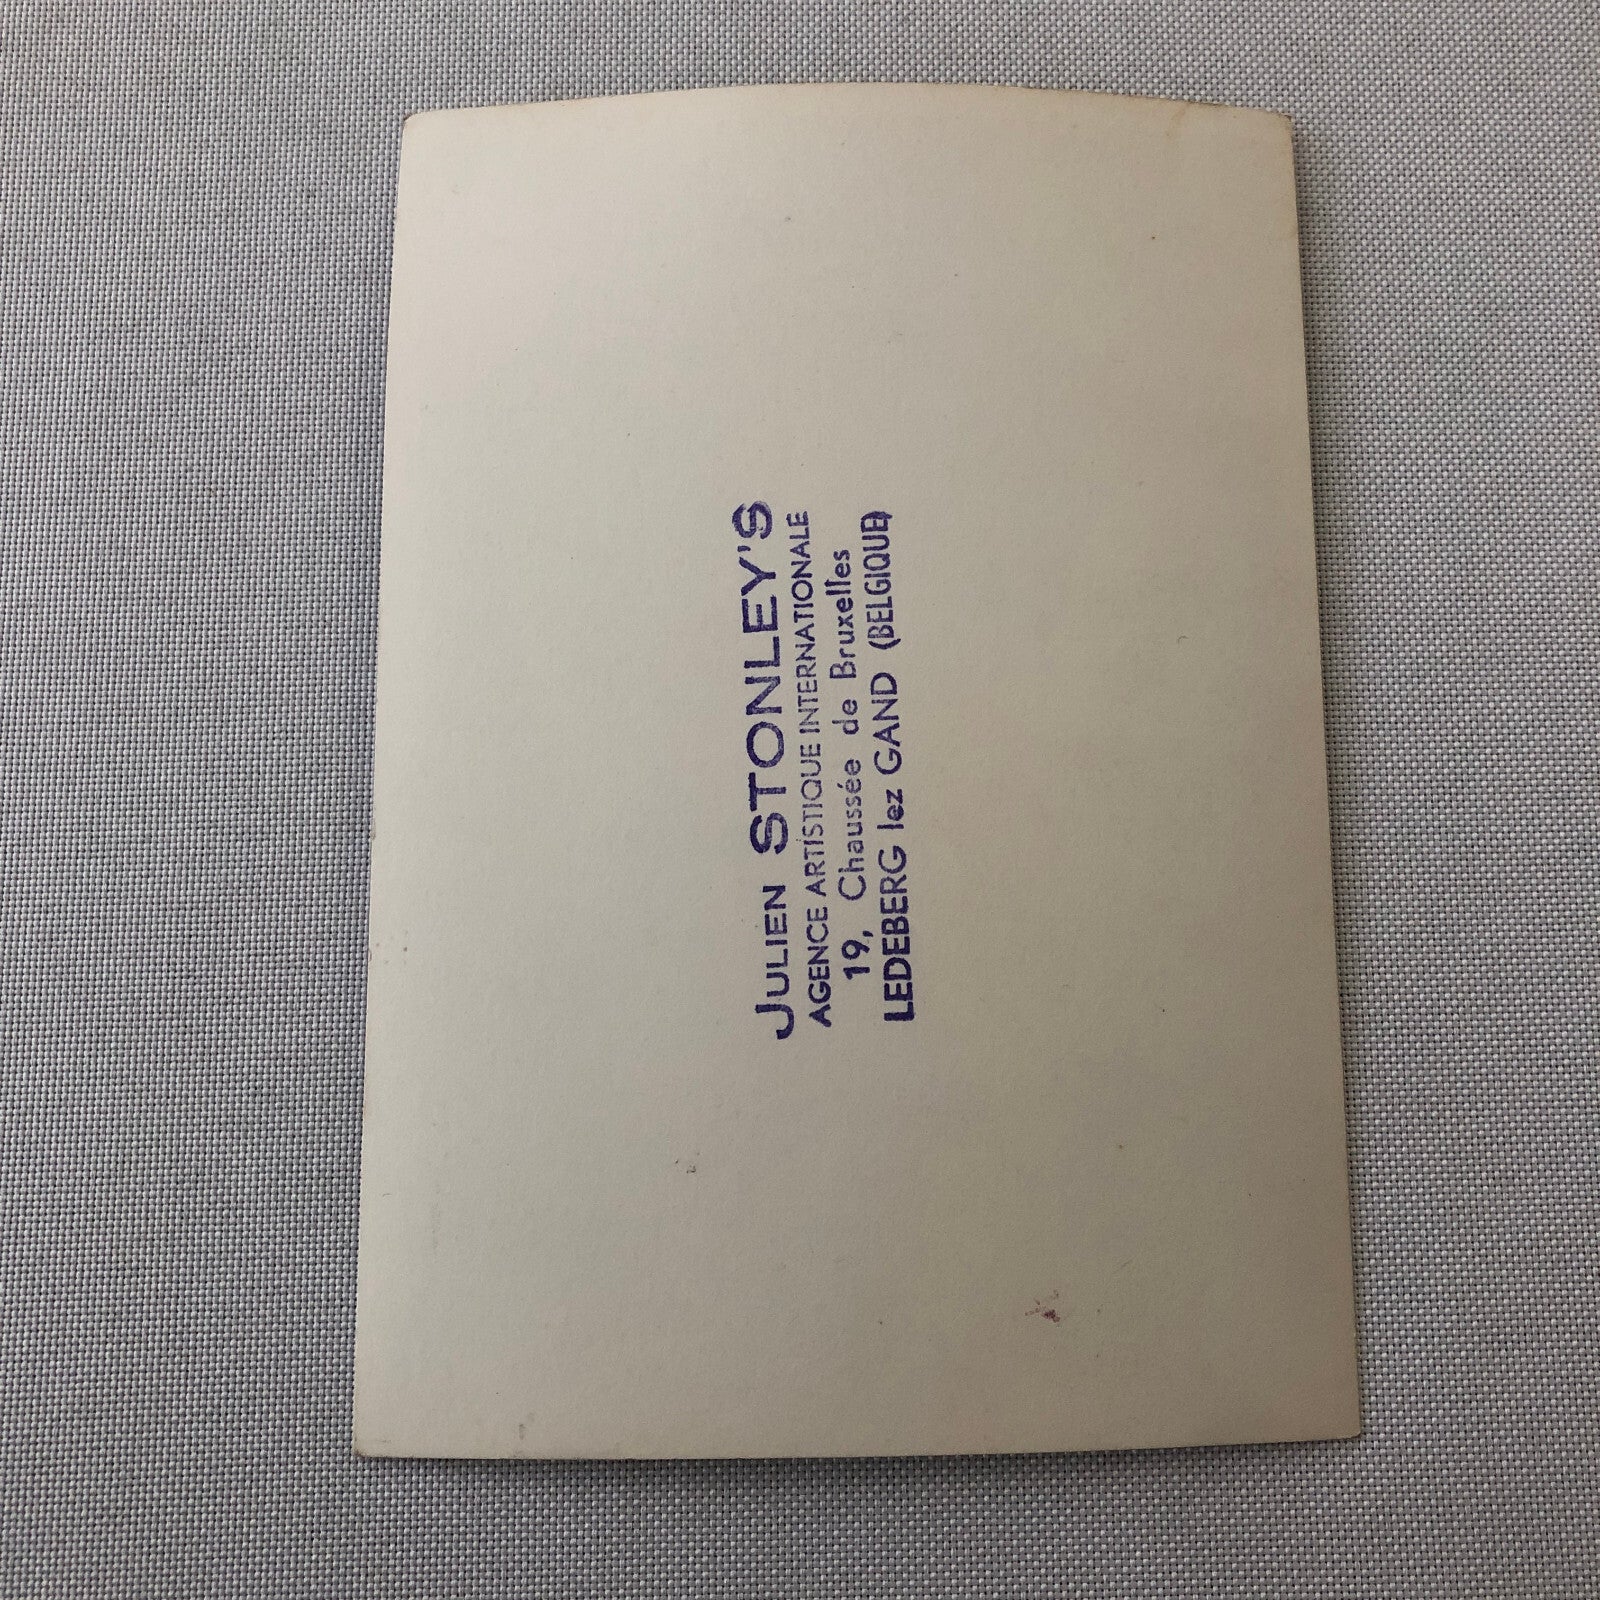 JULIEN STONLEY'S
AGENCE ARTISTIQUE INTERNATIONALE
19, Chaussée de Bruxelles
LEDEBERG lez GAND (BELGIQUE)